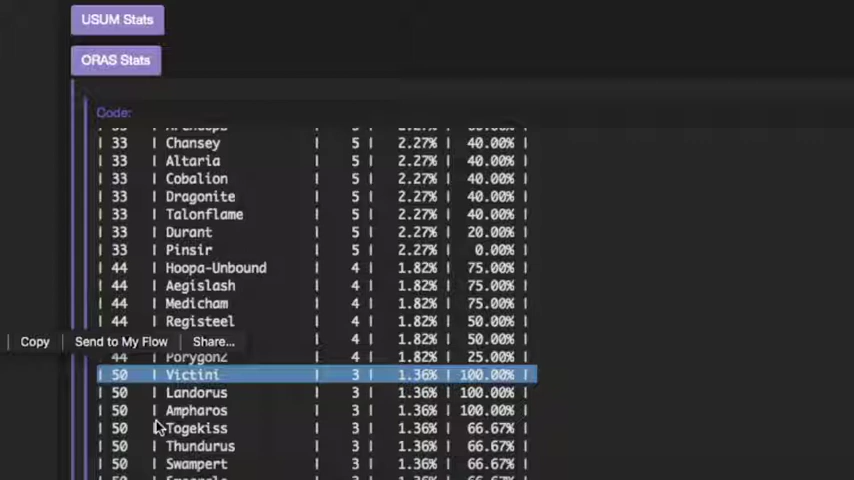 USUM Stats
ORAS Stats
Code:
| 33 | Chansey | 5 | 2.27% | 40.00% |
| 33 | Altaria | 5 | 2.27% | 40.00% |
| 33 | Cobalion | 5 | 2.27% | 40.00% |
| 33 | Dragonite | 5 | 2.27% | 40.00% |
| 33 | Talonflame | 5 | 2.27% | 40.00% |
| 33 | Durant | 5 | 2.27% | 20.00% |
| 33 | Pinsir | 5 | 2.27% | 0.00% |
| 44 | Hoopa-Unbound | 4 | 1.82% | 75.00% |
| 44 | Aegislash | 4 | 1.82% | 75.00% |
| 44 | Medicham | 4 | 1.82% | 75.00% |
| 44 | Registeel | 4 | 1.82% | 50.00% |
| Copy | Send to My Flow | Share... | 4 | 1.82% | 50.00% |
44 | Porygon2 | 4 | 1.82% | 25.00% |
| 50 | Victini | 3 | 1.36% | 100.00% |
| 50 | Landorus | 3 | 1.36% | 100.00% |
| 50 | Ampharos | 3 | 1.36% | 100.00% |
| 50 | Togekiss | 3 | 1.36% | 66.67% |
| 50 | Thundurus | 3 | 1.36% | 66.67% |
| 50 | Swampert | 3 | 1.36% | 66.67% |